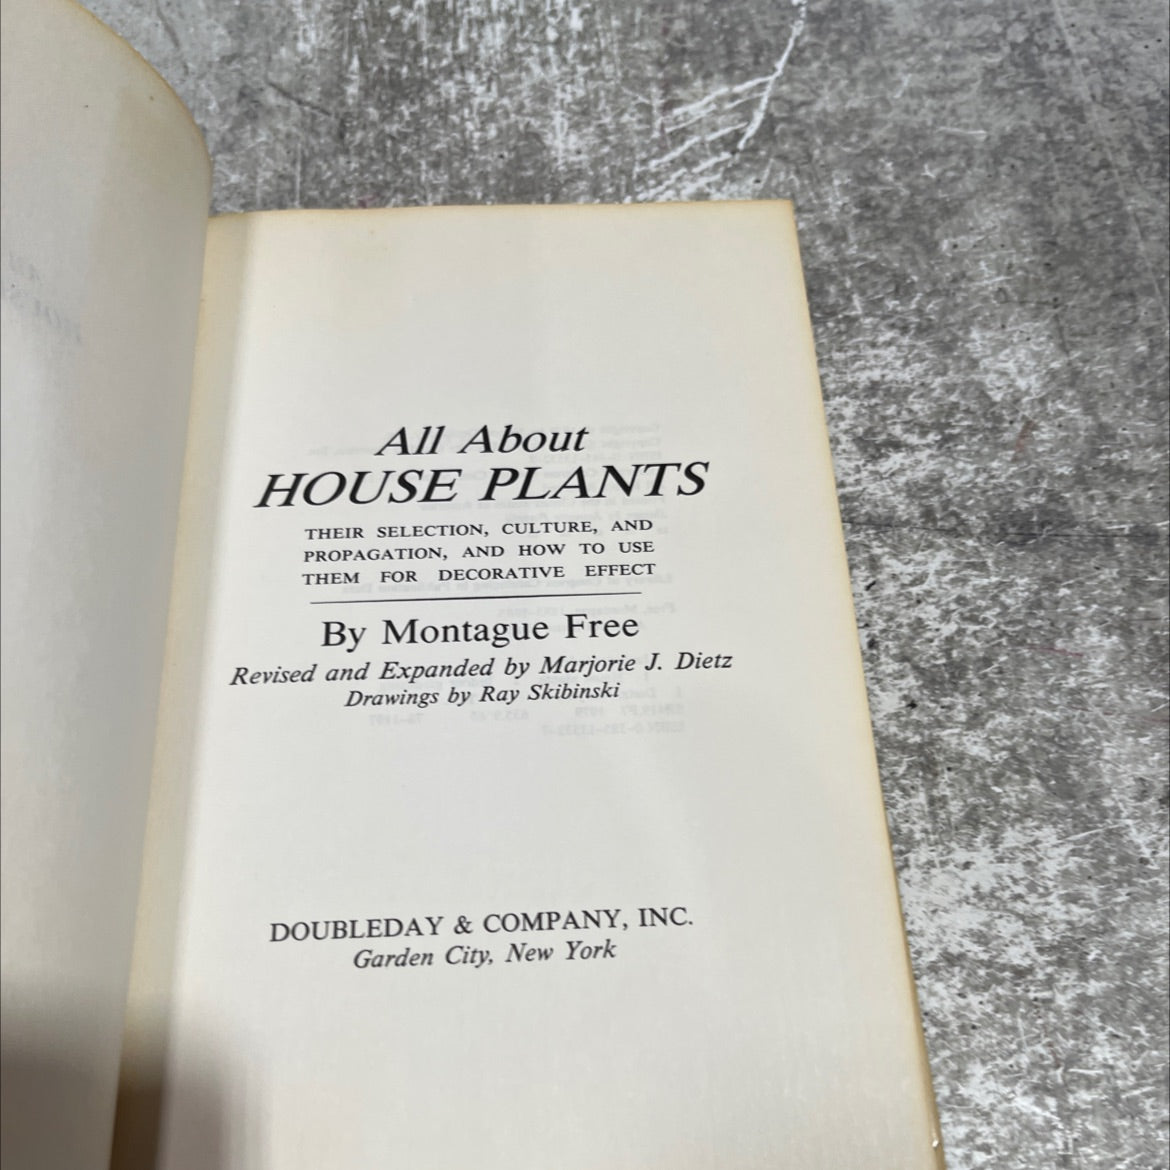 All About
HOUSE PLANTS
THEIR SELECTION, CULTURE, AND
PROPAGATION, AND HOW TO USE
THEM FOR DECORATIVE EFFECT
By Montague Free
Revised and Expanded by Marjorie J. Dietz
Drawings by Ray Skibinski
DOUBLEDAY & COMPANY, INC.
Garden City, New York